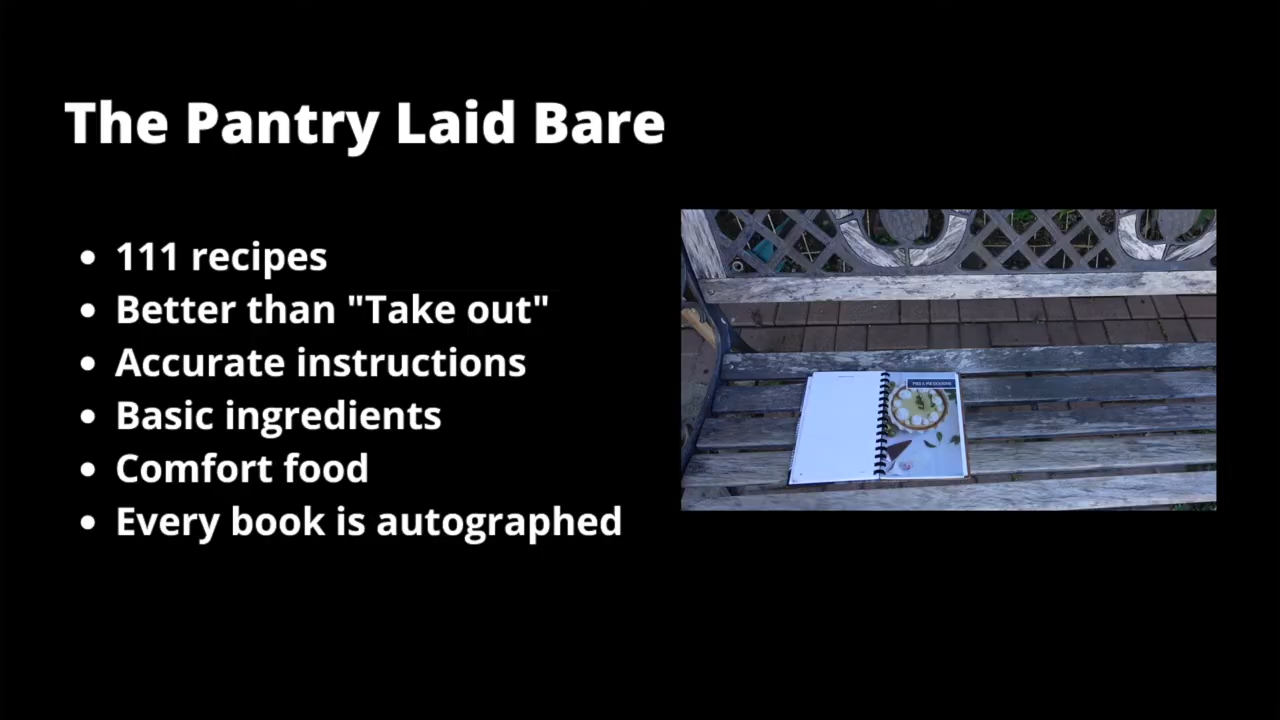 The Pantry Laid Bare
• 111 recipes
• Better than "Take out"
• Accurate instructions
• Basic ingredients
• Comfort food
• Every book is autographed